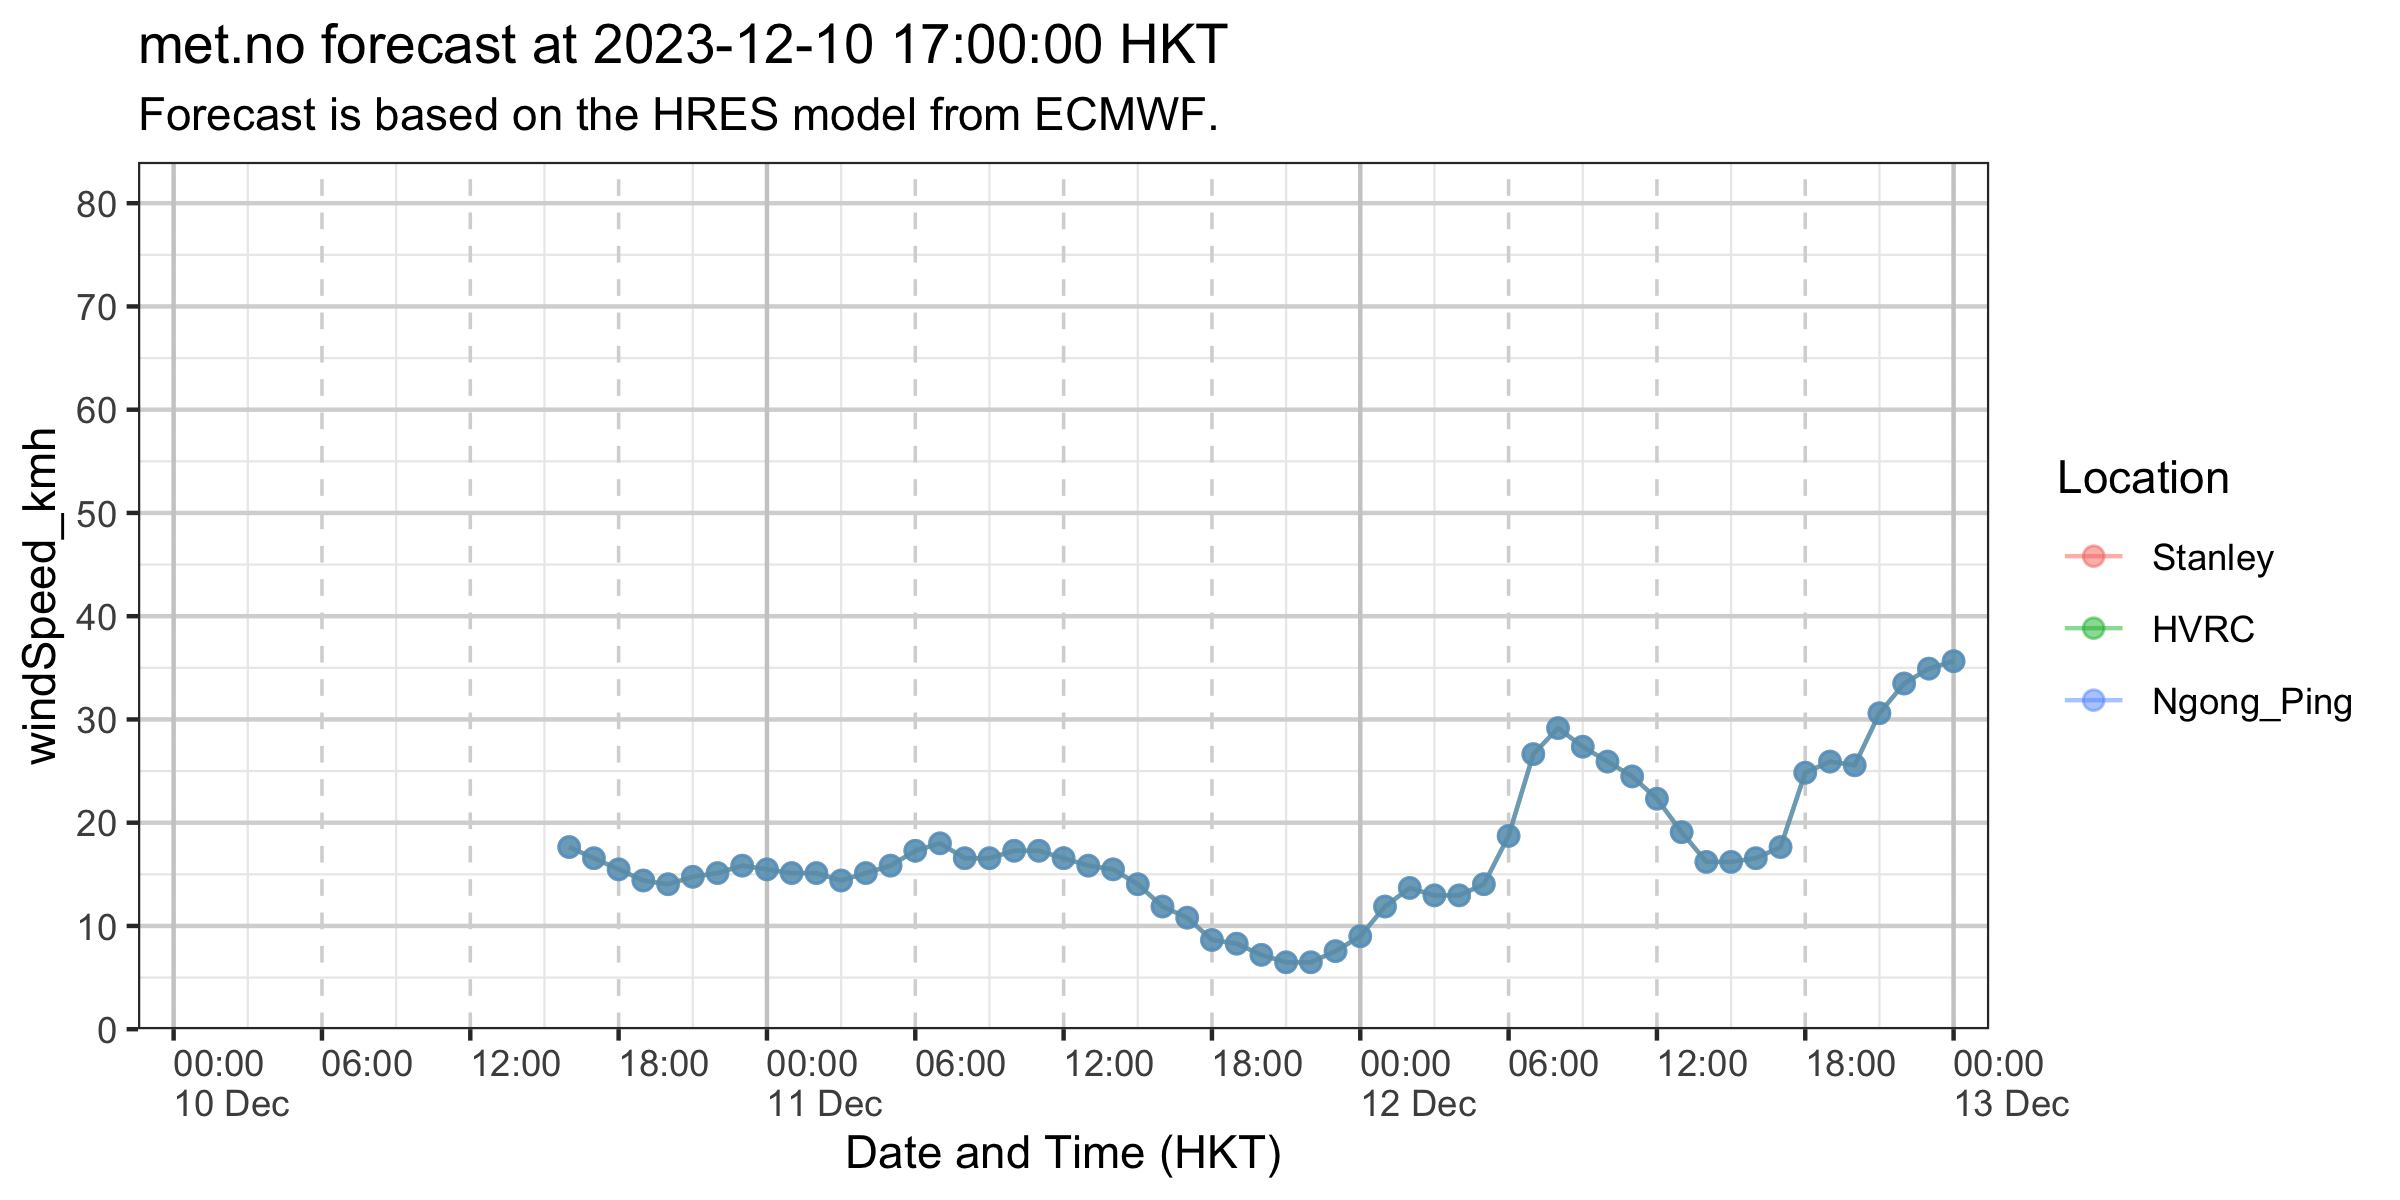 met.no forecast at 2023-12-10 17:00:00 HKT
Forecast is based on the HRES model from ECMWF.
windSpeed_kmh
80
70
60
50
40
30
20
10
0
00:00 06:00 12:00 18:00 00:00 06:00 12:00 18:00 00:00 06:00 12:00 18:00 00:00
10 Dec 11 Dec 12 Dec 13 Dec
Date and Time (HKT)
Location
Stanley
HVRC
Ngong_Ping